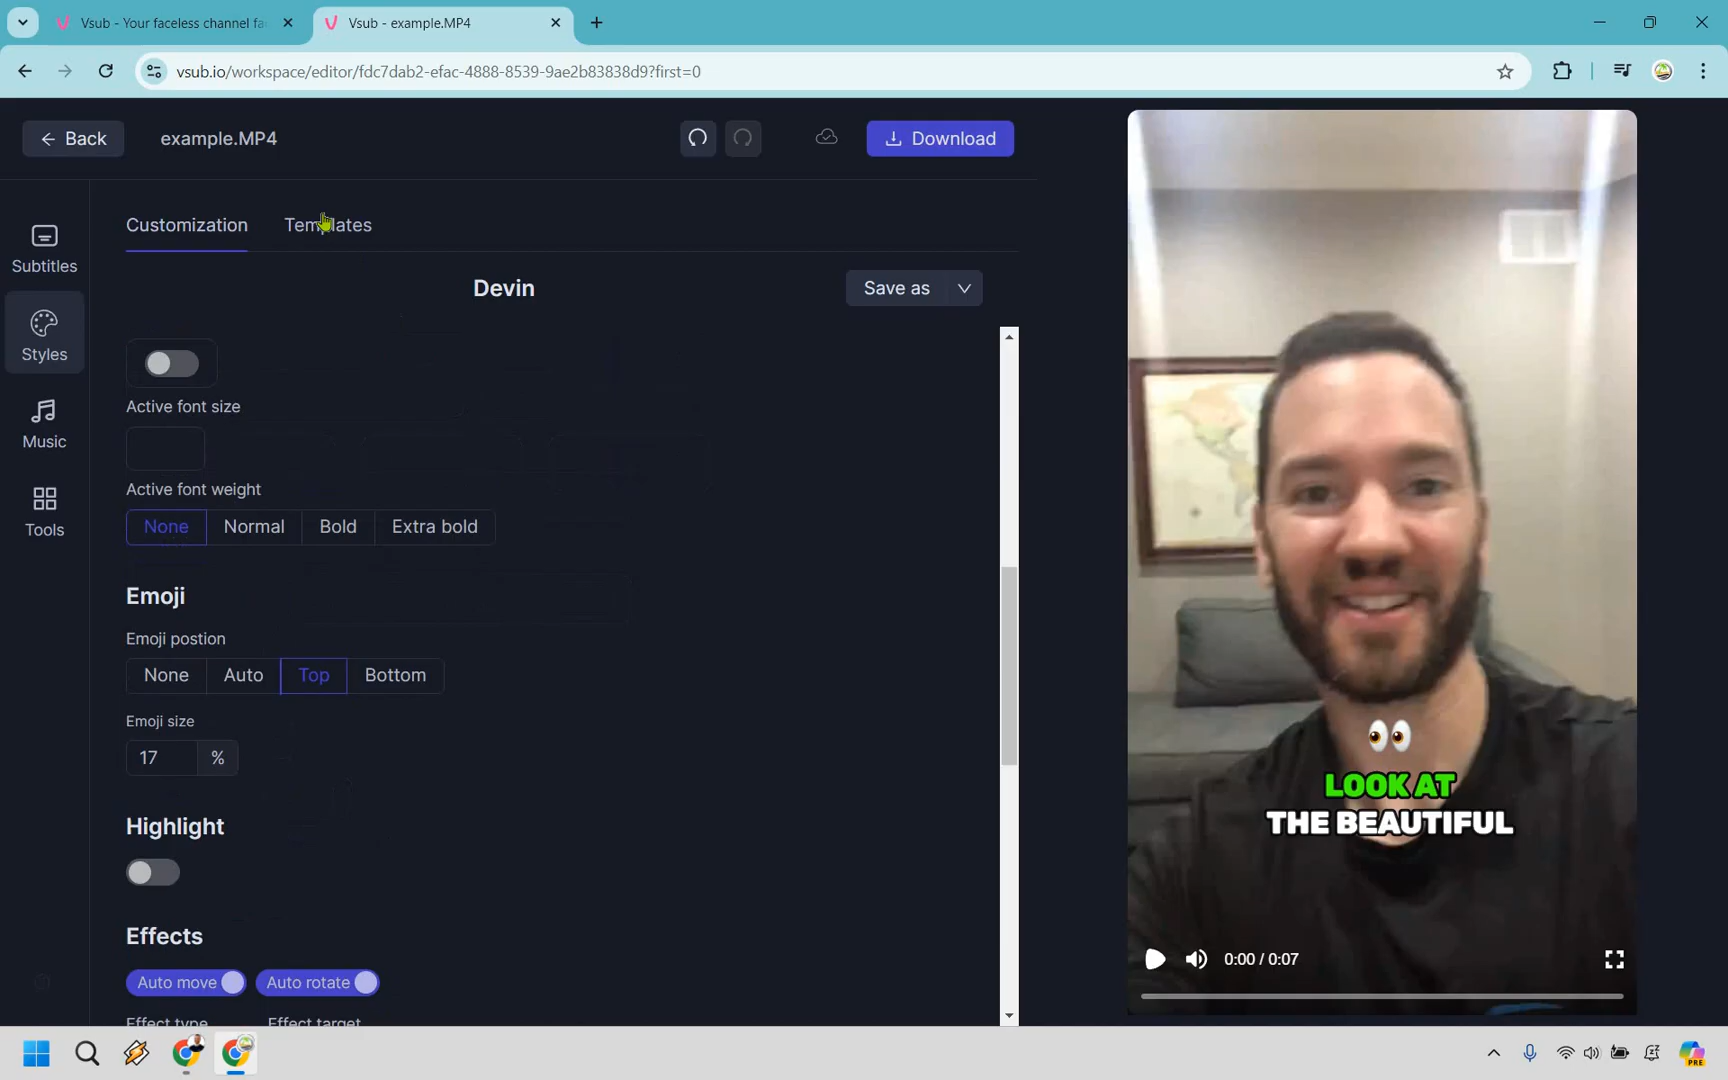 Vsub - Your faceless channel fa
Vsub - example.MP4
vsub.io/workspace/editor/fdc7dab2-efac-4888-8539-9ae2b83838d9?first=0
Back
example.MP4
Download
Subtitles
Styles
Music
Tools
Customization
Templates
Devin
Save as
Active font size
Active font weight
None
Normal
Bold
Extra bold
Emoji
Emoji postion
None
Auto
Top
Bottom
Emoji size
17
%
Highlight
Effects
Auto move
Auto rotate
Effect type
Effect target
LOOK AT
THE BEAUTIFUL
0:00 / 0:07
PRE